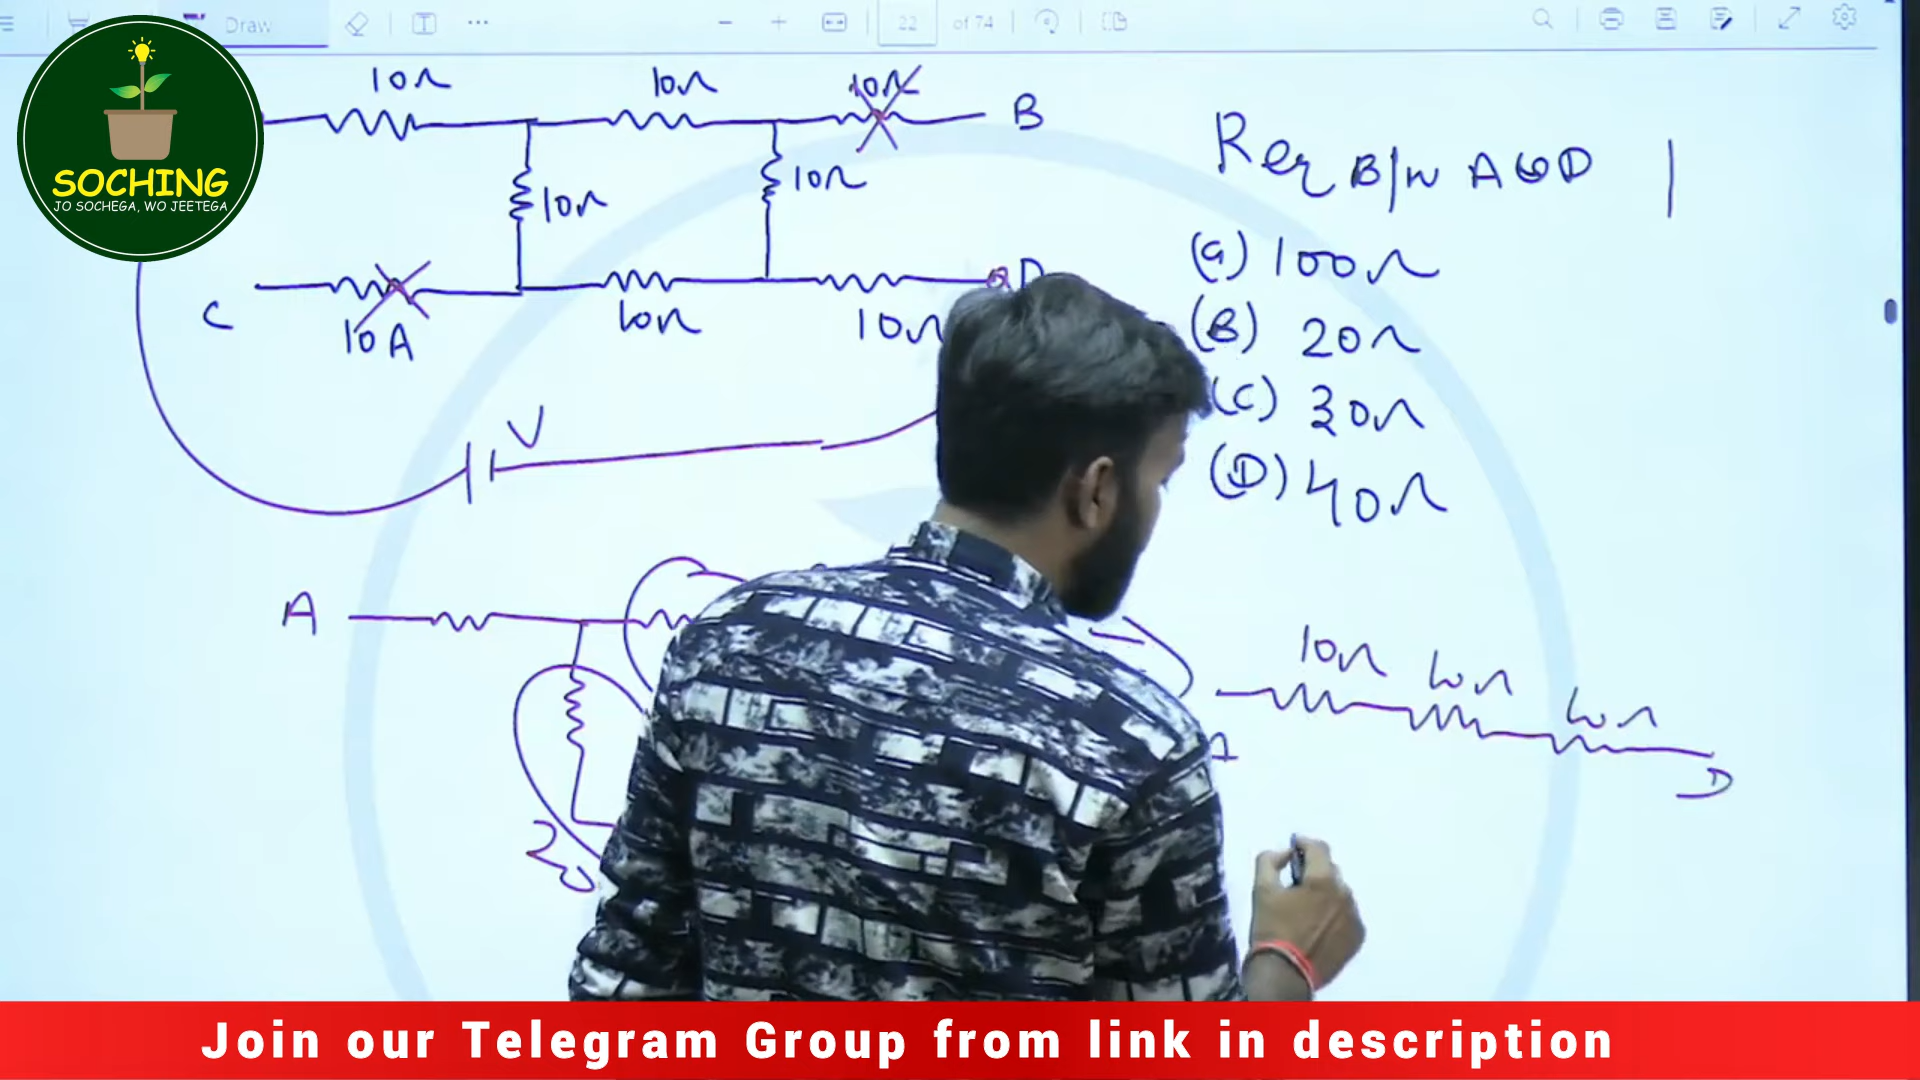 Draw
22 of 74
SOCHING
JO SOCHEGA, WO JEETEGA
10Ω 10Ω 10Ω B
10Ω 10Ω
C 10A 10Ω 10Ω D
V
Req B/w A & D
(a) 100Ω
(B) 20Ω
(C) 30Ω
(D) 40Ω
A
20
10Ω 10Ω 10Ω
A D
Join our Telegram Group from link in description